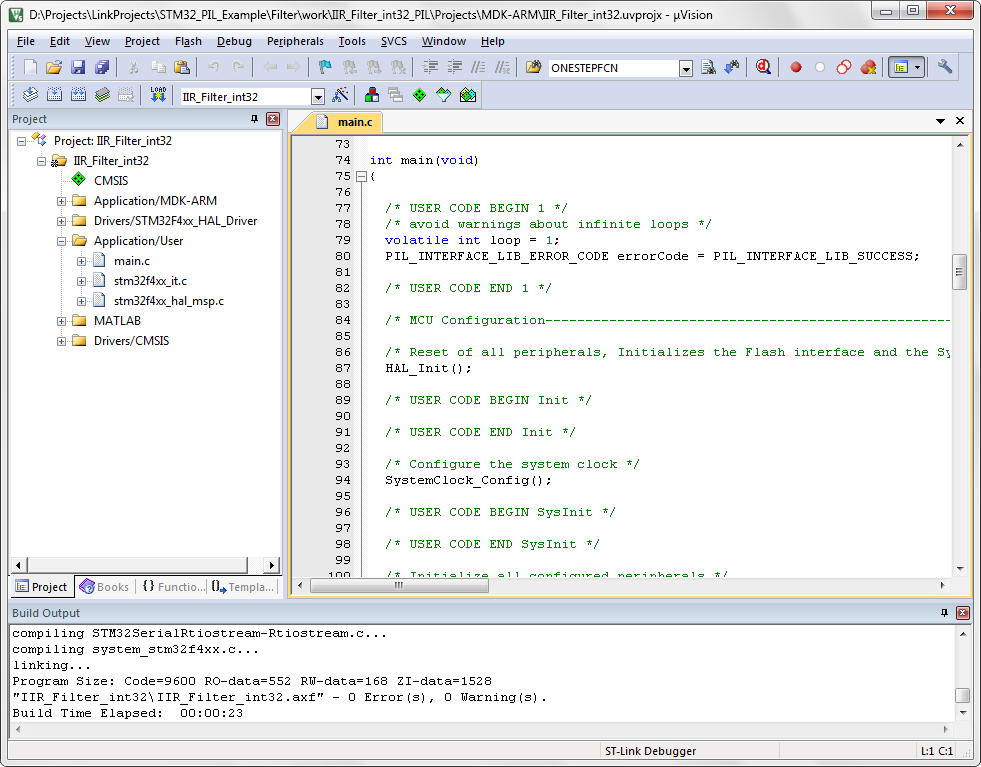 D:\Projects\LinkProjects\STM32_PIL_Example\Filter\work\IIR_Filter_int32_PIL\Projects\MDK-ARM\IIR_Filter_int32.uvprojx - µVision
File Edit View Project Flash Debug Peripherals Tools SVCS Window Help
ONESTEPFCN
LOAD
IIR_Filter_int32
Project
Project: IIR_Filter_int32
IIR_Filter_int32
CMSIS
Application/MDK-ARM
Drivers/STM32F4xx_HAL_Driver
Application/User
main.c
stm32f4xx_it.c
stm32f4xx_hal_msp.c
MATLAB
Drivers/CMSIS
Project Books {} Functio... {} Templa...
main.c
73
74 int main(void)
75 {
76
77 /* USER CODE BEGIN 1 */
78 /* avoid warnings about infinite loops */
79 volatile int loop = 1;
80 PIL_INTERFACE_LIB_ERROR_CODE errorCode = PIL_INTERFACE_LIB_SUCCESS;
81
82 /* USER CODE END 1 */
83
84 /* MCU Configuration---------------------------------------------------
85
86 /* Reset of all peripherals, Initializes the Flash interface and the Sy
87 HAL_Init();
88
89 /* USER CODE BEGIN Init */
90
91 /* USER CODE END Init */
92
93 /* Configure the system clock */
94 SystemClock_Config();
95
96 /* USER CODE BEGIN SysInit */
97
98 /* USER CODE END SysInit */
99
100 /* Initialize all configured peripherals */
Build Output
compiling STM32SerialRtiostream-Rtiostream.c...
compiling system_stm32f4xx.c...
linking...
Program Size: Code=9600 RO-data=552 RW-data=168 ZI-data=1528
"IIR_Filter_int32\IIR_Filter_int32.axf" - 0 Error(s), 0 Warning(s).
Build Time Elapsed: 00:00:23
ST-Link Debugger L:1 C:1